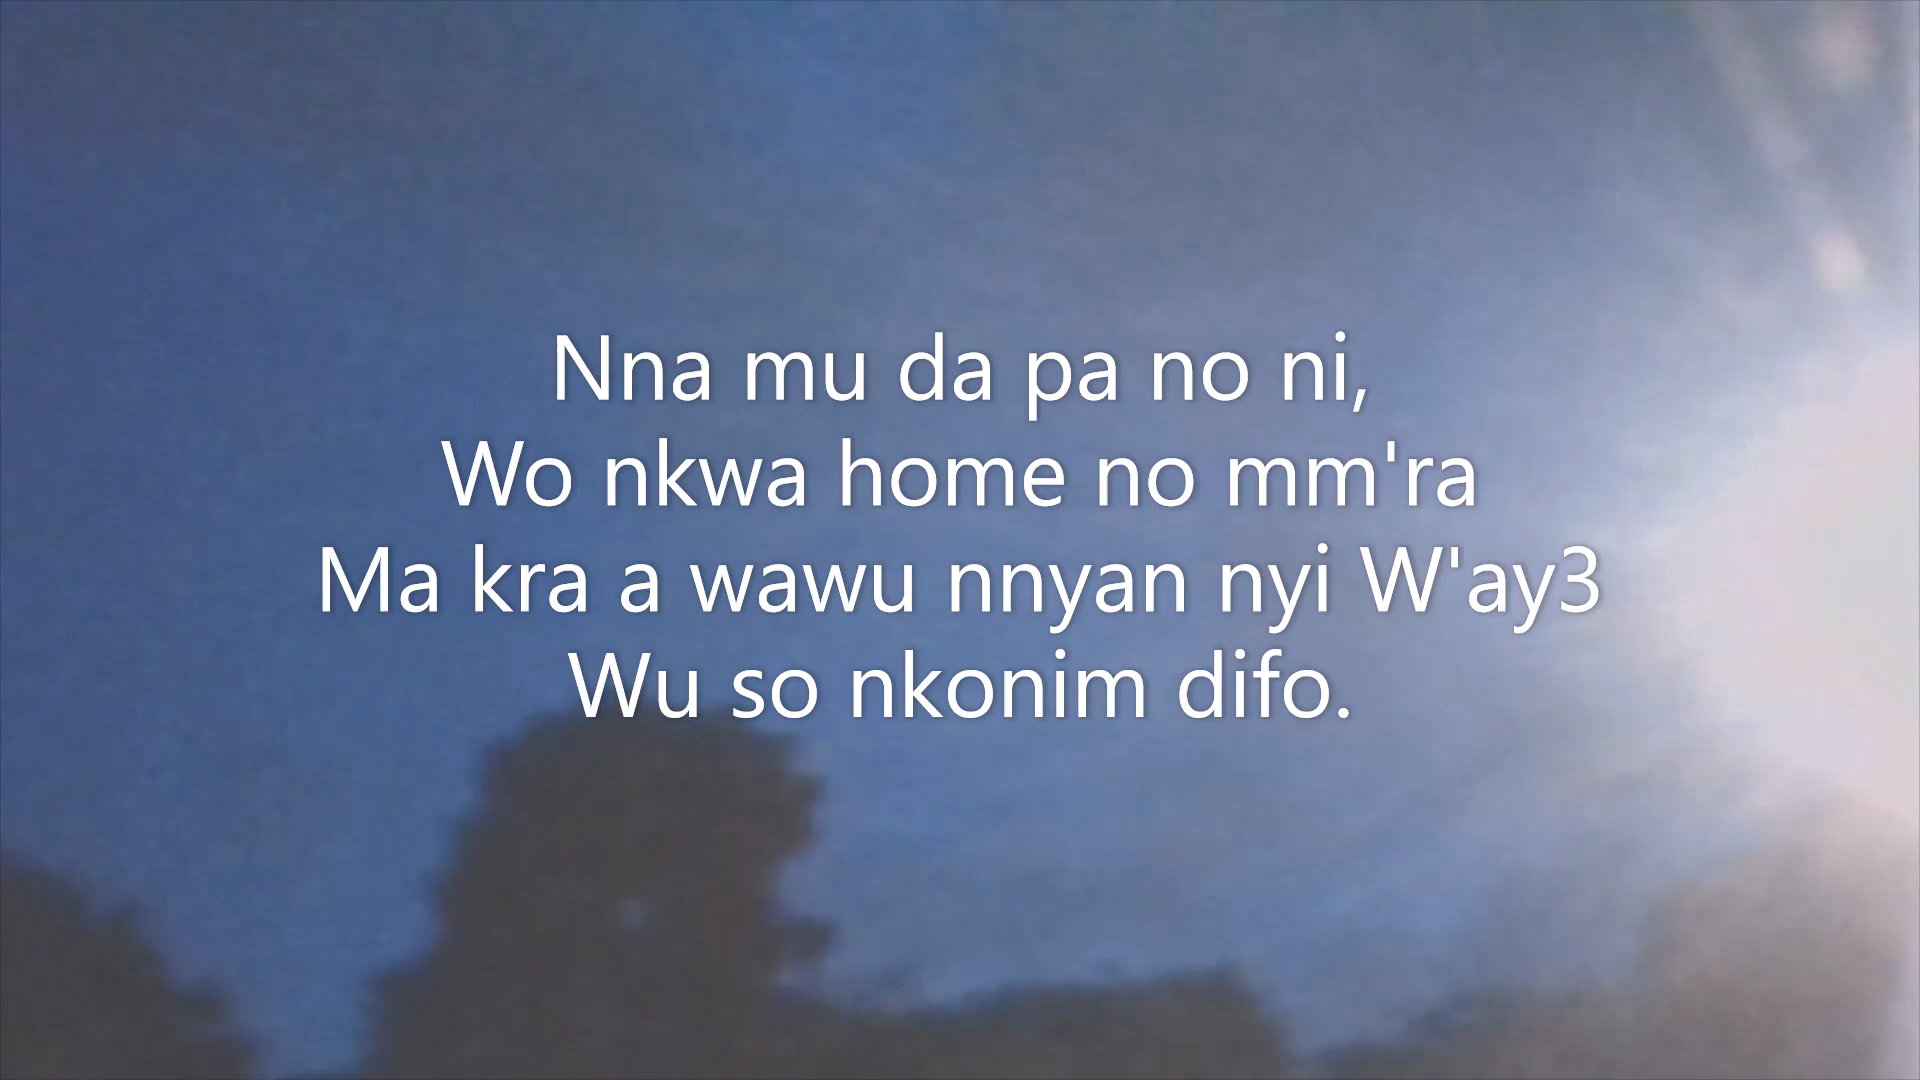 Nna mu da pa no ni,
Wo nkwa home no mm'ra
Ma kra a wawu nnyan nyi W'ay3
Wu so nkonim difo.